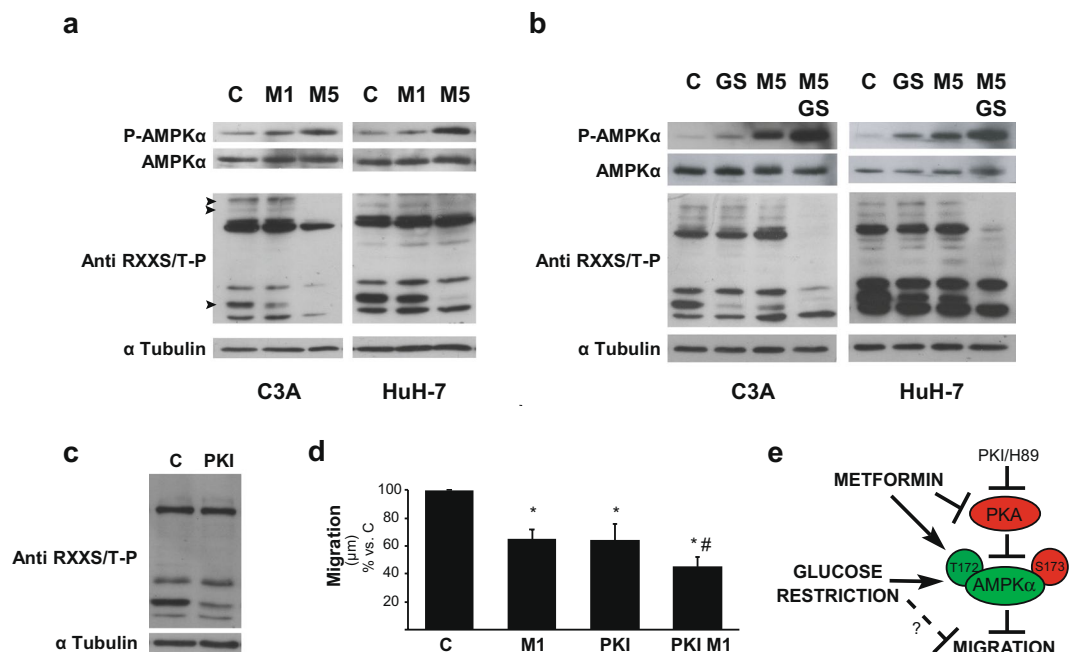 a
C M1 M5 C M1 M5
P-AMPKα
AMPKα
Anti RXXS/T-P
α Tubulin
C3A HuH-7
b
C GS M5 M5 GS C GS M5 M5 GS
P-AMPKα
AMPKα
Anti RXXS/T-P
α Tubulin
C3A HuH-7
c
C PKI
Anti RXXS/T-P
α Tubulin
d
Migration
(µm)
% vs. C
100
80
60
40
20
*
*
* #
C M1 PKI PKI M1
e
PKI/H89
METFORMIN
PKA
T172
S173
AMPKα
GLUCOSE
RESTRICTION
?
MIGRATION